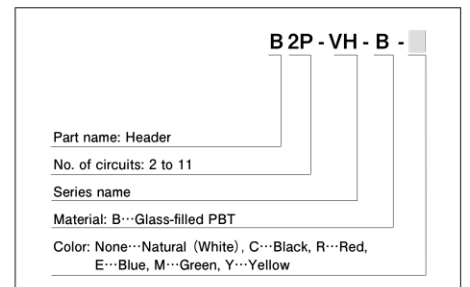 B 2P - VH - B -
Part name: Header
No. of circuits: 2 to 11
Series name
Material: B⋯Glass-filled PBT
Color: None⋯Natural (White), C⋯Black, R⋯Red,
E⋯Blue, M⋯Green, Y⋯Yellow